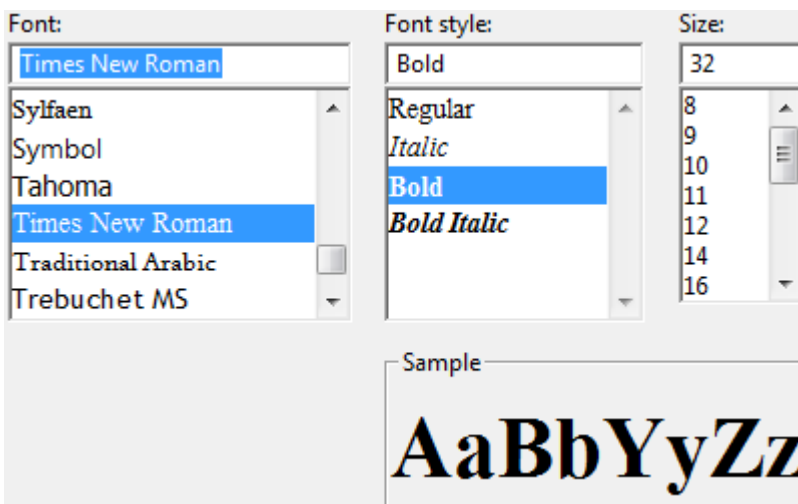 Font:
Times New Roman
Sylfaen
Symbol
Tahoma
Times New Roman
Traditional Arabic
Trebuchet MS
Font style:
Bold
Regular
Italic
Bold
Bold Italic
Size:
32
8
9
10
11
12
14
16
Sample
AaBbYyZz